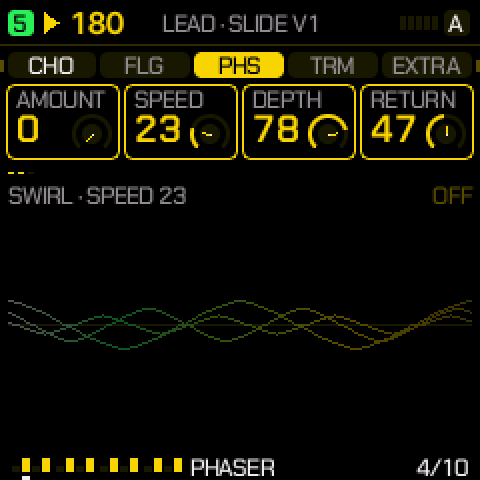 5 180 LEAD · SLIDE V1 A
CHO FLG PHS TRM EXTRA
AMOUNT SPEED DEPTH RETURN
0 23 78 47
SWIRL · SPEED 23 OFF
PHASER 4/10